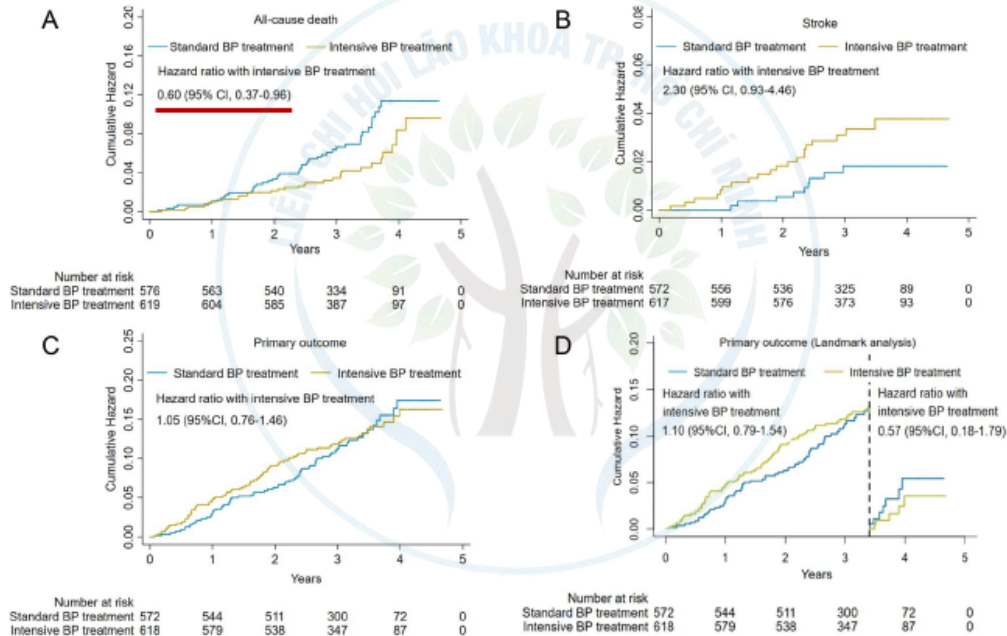 A
All-cause death
Standard BP treatment
Intensive BP treatment
Hazard ratio with intensive BP treatment
0.60 (95% CI, 0.37-0.96)
Cumulative Hazard
0.20
0.16
0.12
0.08
0.04
0.00
0 1 2 3 4 5
Years
Number at risk
Standard BP treatment 576 563 540 334 91 0
Intensive BP treatment 619 604 585 387 97 0
B
Stroke
Standard BP treatment
Intensive BP treatment
Hazard ratio with intensive BP treatment
2.30 (95% CI, 0.93-4.46)
Cumulative Hazard
0.08
0.06
0.04
0.02
0.00
0 1 2 3 4 5
Years
Number at risk
Standard BP treatment 572 556 536 325 89 0
Intensive BP treatment 617 599 576 373 93 0
C
Primary outcome
Standard BP treatment
Intensive BP treatment
Hazard ratio with intensive BP treatment
1.05 (95%CI, 0.76-1.46)
Cumulative Hazard
0.25
0.20
0.15
0.10
0.05
0.00
0 1 2 3 4 5
Years
Number at risk
Standard BP treatment 572 544 511 300 72 0
Intensive BP treatment 618 579 538 347 87 0
D
Primary outcome (Landmark analysis)
Standard BP treatment
Intensive BP treatment
Hazard ratio with
intensive BP treatment
1.10 (95%CI, 0.79-1.54)
Hazard ratio with
intensive BP treatment
0.57 (95%CI, 0.18-1.79)
Cumulative Hazard
0.20
0.15
0.10
0.05
0.00
0 1 2 3 4 5
Years
Number at risk
Standard BP treatment 572 544 511 300 72 0
Intensive BP treatment 618 579 538 347 87 0
LIÊN CHI HỘI LÃO KHOA TP. HỒ CHÍ MINH